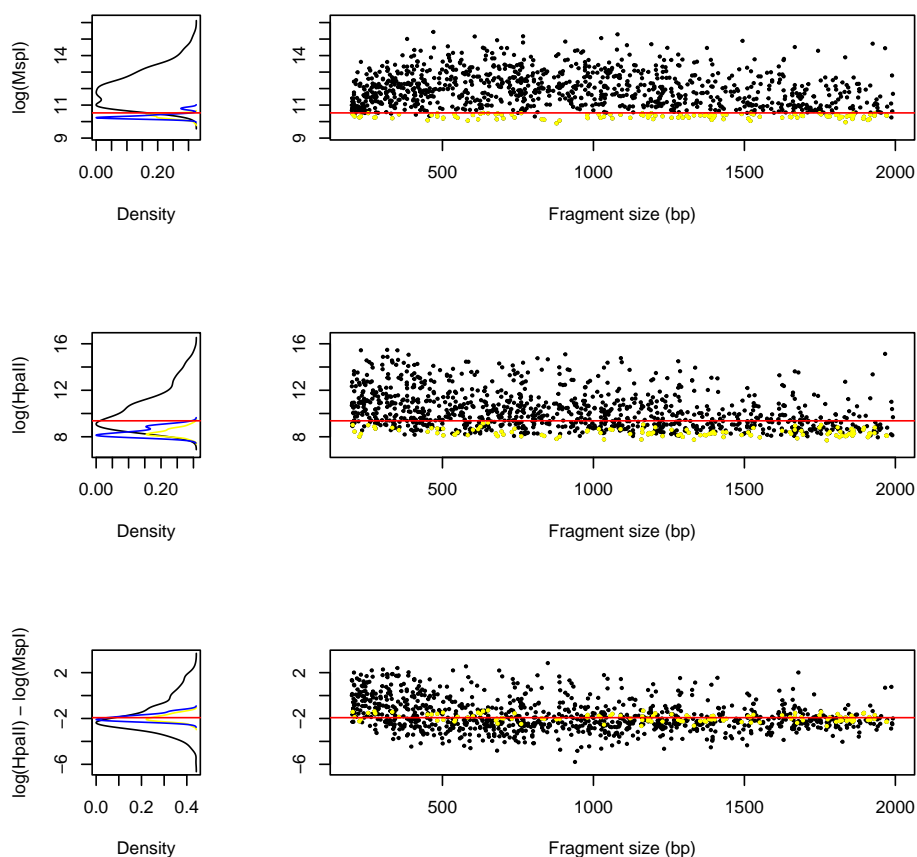 log(MspI)
14
11
9
0.00 0.20
Density
500 1000 1500 2000
Fragment size (bp)
log(HpaII)
16
12
8
16
12
8
0.00 0.20
Density
500 1000 1500 2000
Fragment size (bp)
log(HpaII) − log(MspI)
2
−2
−6
2
−2
−6
0.0 0.2 0.4
Density
500 1000 1500 2000
Fragment size (bp)